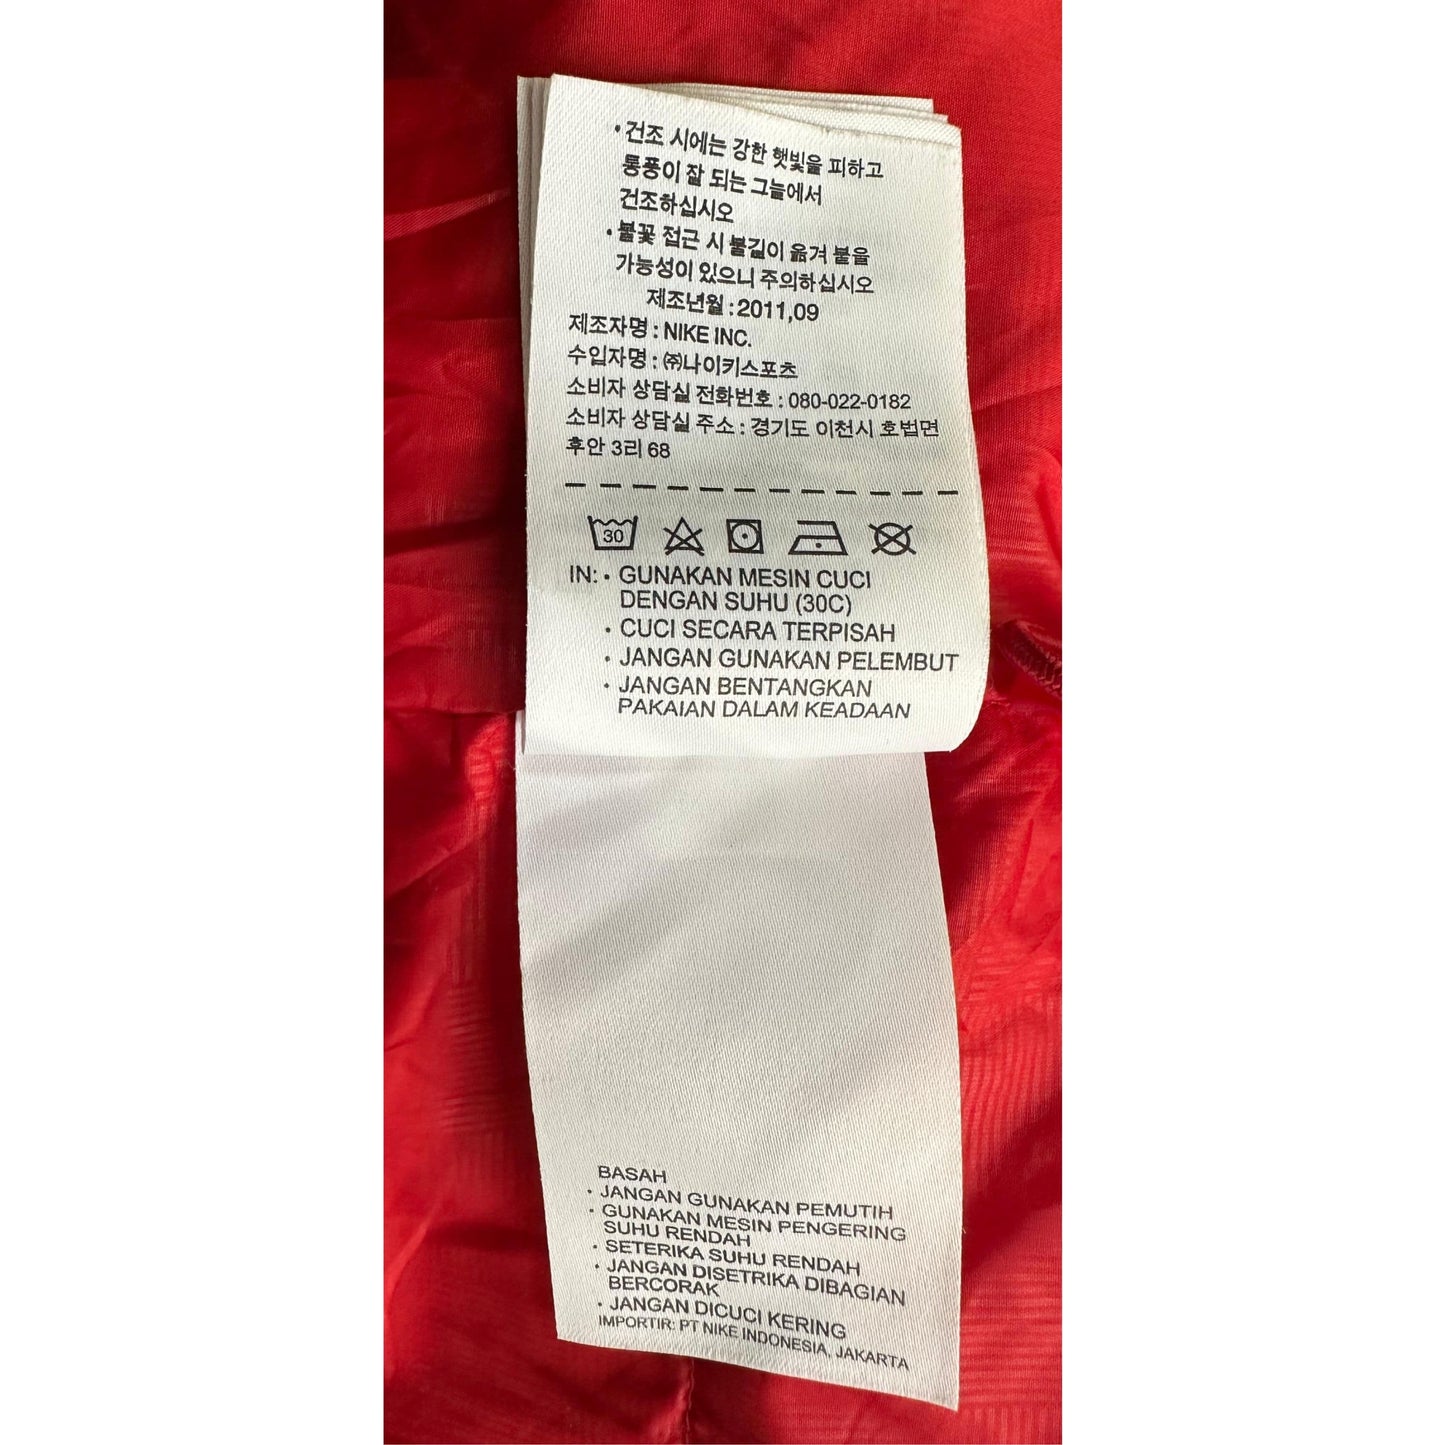 • 건조 시에는 강한 햇빛을 피하고
통풍이 잘 되는 그늘에서
건조하십시오
• 불꽃 접근 시 불길이 옮겨 붙을
가능성이 있으니 주의하십시오
제조년월 : 2011,09
제조자명 : NIKE INC.
수입자명 : ㈜나이키스포츠
소비자 상담실 전화번호 : 080-022-0182
소비자 상담실 주소 : 경기도 이천시 호법면
후안 3리 68
30
IN: • GUNAKAN MESIN CUCI
DENGAN SUHU (30C)
• CUCI SECARA TERPISAH
• JANGAN GUNAKAN PELEMBUT
• JANGAN BENTANGKAN
PAKAIAN DALAM KEADAAN
BASAH
• JANGAN GUNAKAN PEMUTIH
• GUNAKAN MESIN PENGERING
SUHU RENDAH
• SETERIKA SUHU RENDAH
• JANGAN DISETRIKA DIBAGIAN
BERCORAK
• JANGAN DICUCI KERING
IMPORTIR: PT NIKE INDONESIA, JAKARTA